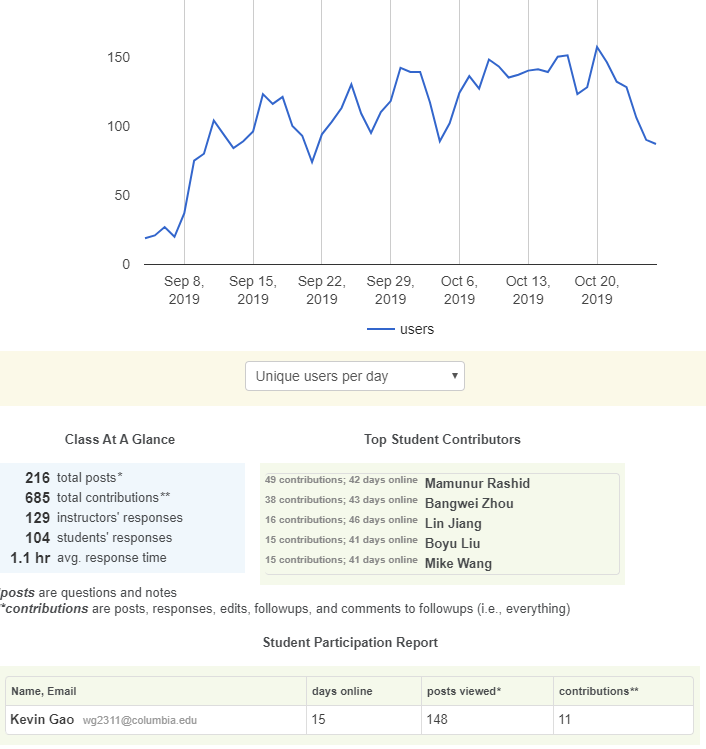 150
100
50
0
Sep 8, 2019
Sep 15, 2019
Sep 22, 2019
Sep 29, 2019
Oct 6, 2019
Oct 13, 2019
Oct 20, 2019
users
Unique users per day
Class At A Glance
216 total posts*
685 total contributions**
129 instructors' responses
104 students' responses
1.1 hr avg. response time
Top Student Contributors
49 contributions; 42 days online Mamunur Rashid
38 contributions; 43 days online Bangwei Zhou
16 contributions; 46 days online Lin Jiang
15 contributions; 41 days online Boyu Liu
15 contributions; 41 days online Mike Wang
*posts are questions and notes
**contributions are posts, responses, edits, followups, and comments to followups (i.e., everything)
Student Participation Report
Name, Email days online posts viewed* contributions**
Kevin Gao wg2311@columbia.edu 15 148 11